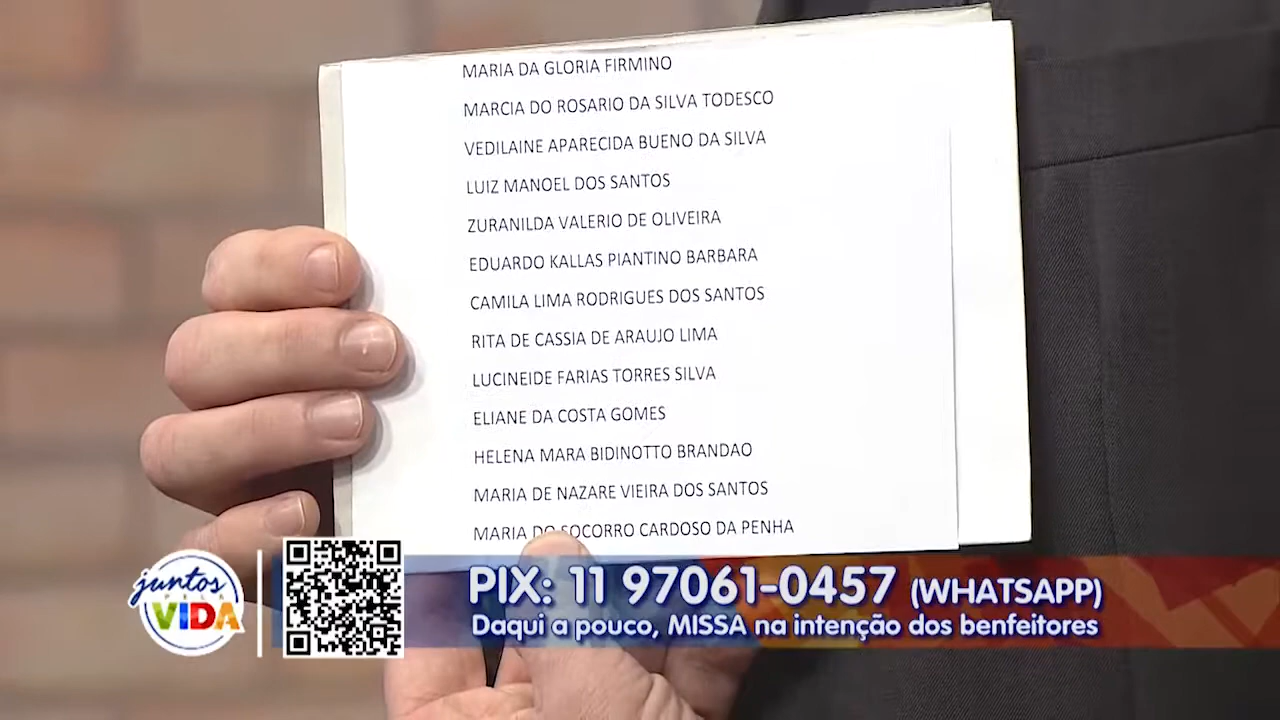 MARIA DA GLORIA FIRMINO
MARCIA DO ROSARIO DA SILVA TODESCO
VEDILAINE APARECIDA BUENO DA SILVA
LUIZ MANOEL DOS SANTOS
ZURANILDA VALERIO DE OLIVEIRA
EDUARDO KALLAS PIANTINO BARBARA
CAMILA LIMA RODRIGUES DOS SANTOS
RITA DE CASSIA DE ARAUJO LIMA
LUCINEIDE FARIAS TORRES SILVA
ELIANE DA COSTA GOMES
HELENA MARA BIDINOTTO BRANDAO
MARIA DE NAZARE VIEIRA DOS SANTOS
MARIA DO SOCORRO CARDOSO DA PENHA
juntos
PELA
VIDA
PIX: 11 97061-0457 (WHATSAPP)
Daqui a pouco, MISSA na intenção dos benfeitores